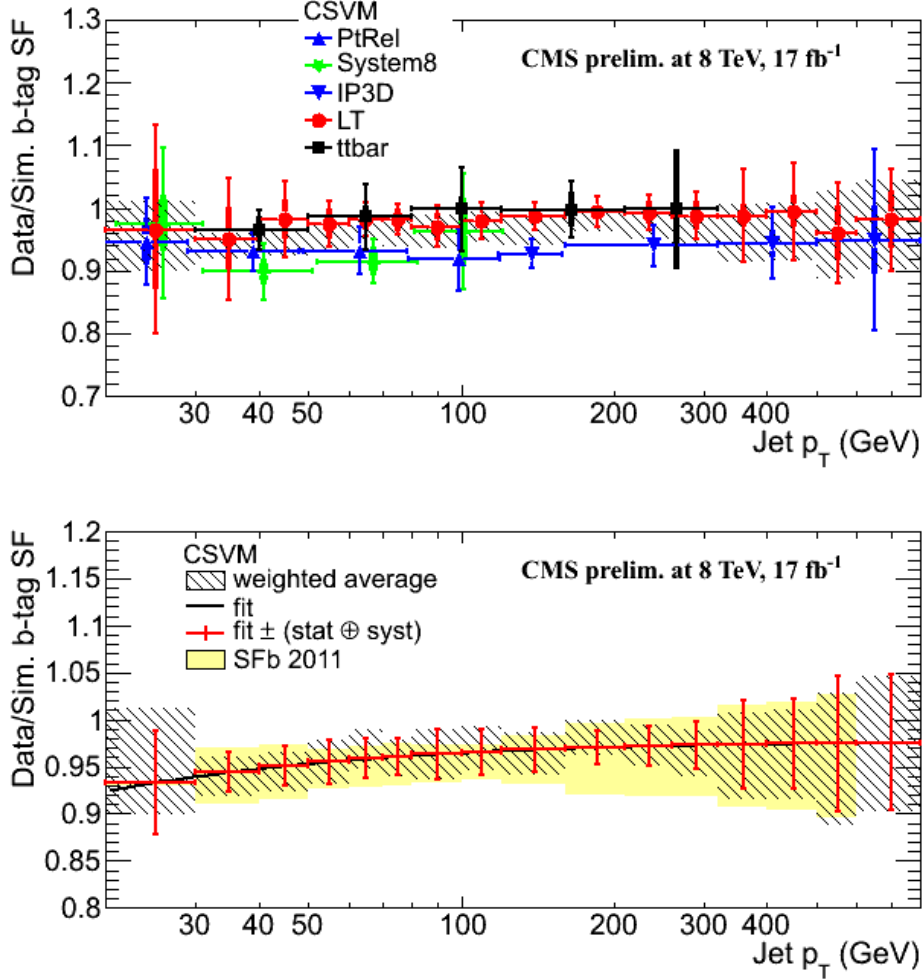 CSVM
PtRel
System8
IP3D
LT
ttbar
CMS prelim. at 8 TeV, 17 fb⁻¹
Data/Sim. b-tag SF
1.3
1.2
1.1
1
0.9
0.8
0.7
30 40 50 100 200 300 400
Jet p_T (GeV)
CSVM
weighted average
fit
fit ± (stat ⊕ syst)
SFb 2011
CMS prelim. at 8 TeV, 17 fb⁻¹
Data/Sim. b-tag SF
1.2
1.15
1.1
1.05
1
0.95
0.9
0.85
0.8
30 40 50 100 200 300 400
Jet p_T (GeV)